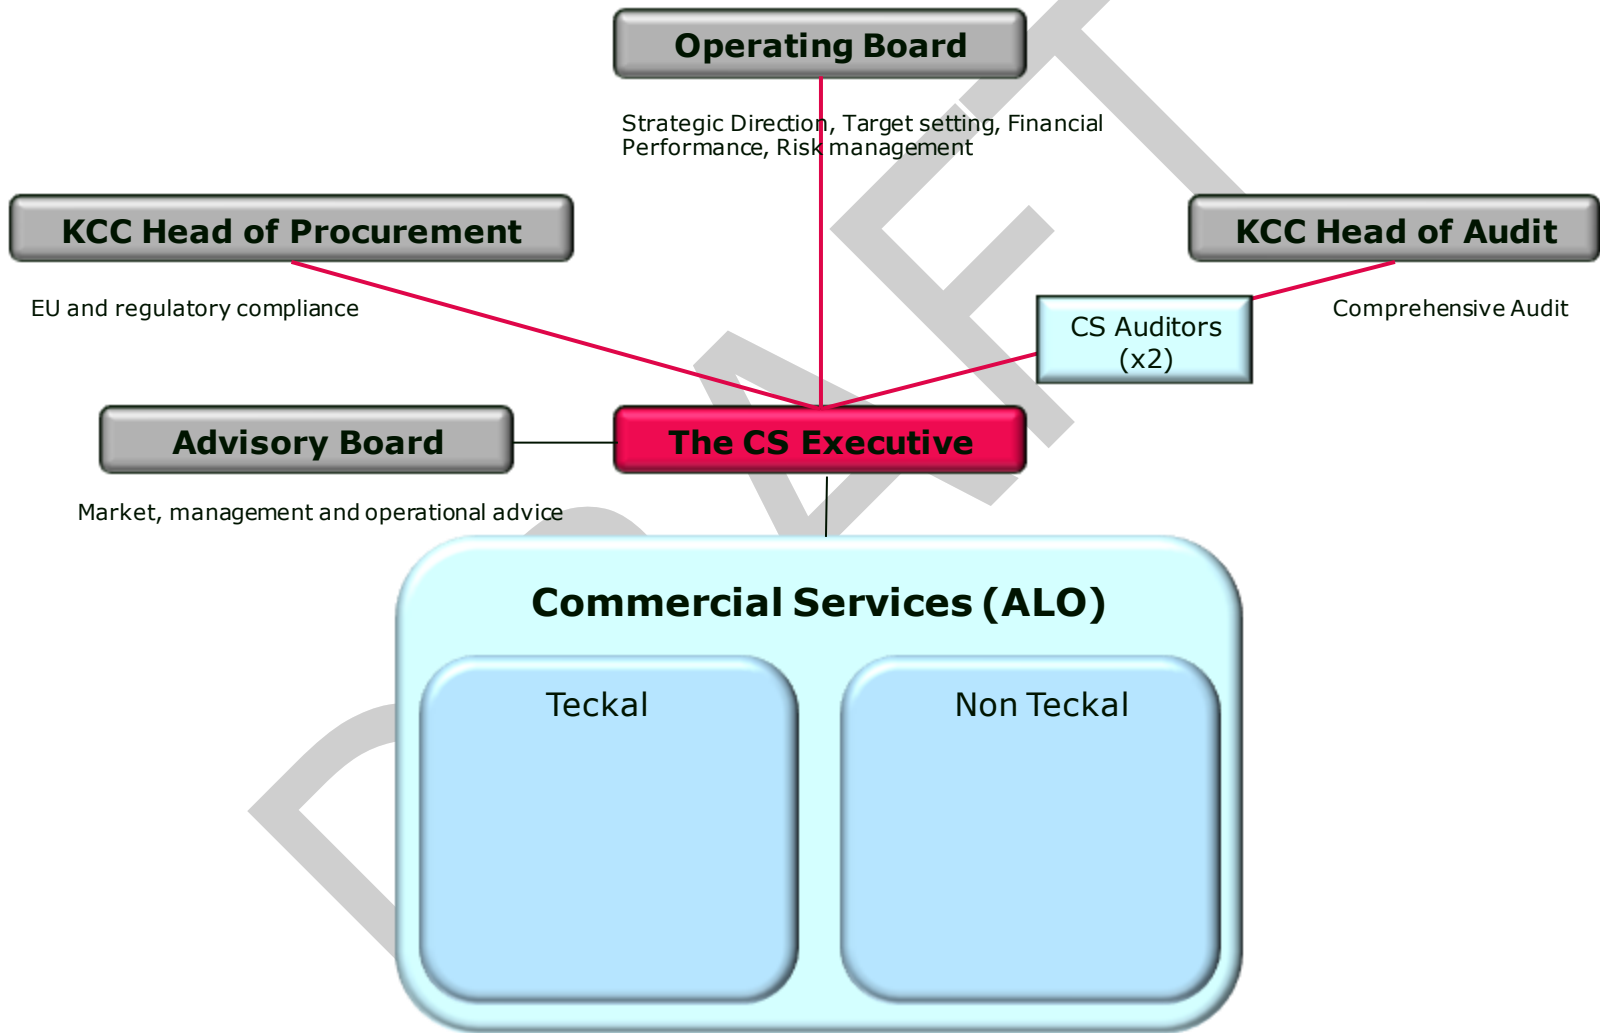 Operating Board
Strategic Direction, Target setting, Financial
Performance, Risk management
KCC Head of Procurement
KCC Head of Audit
EU and regulatory compliance
Comprehensive Audit
CS Auditors
(x2)
Advisory Board
The CS Executive
Market, management and operational advice
Commercial Services (ALO)
Teckal
Non Teckal
DRAFT